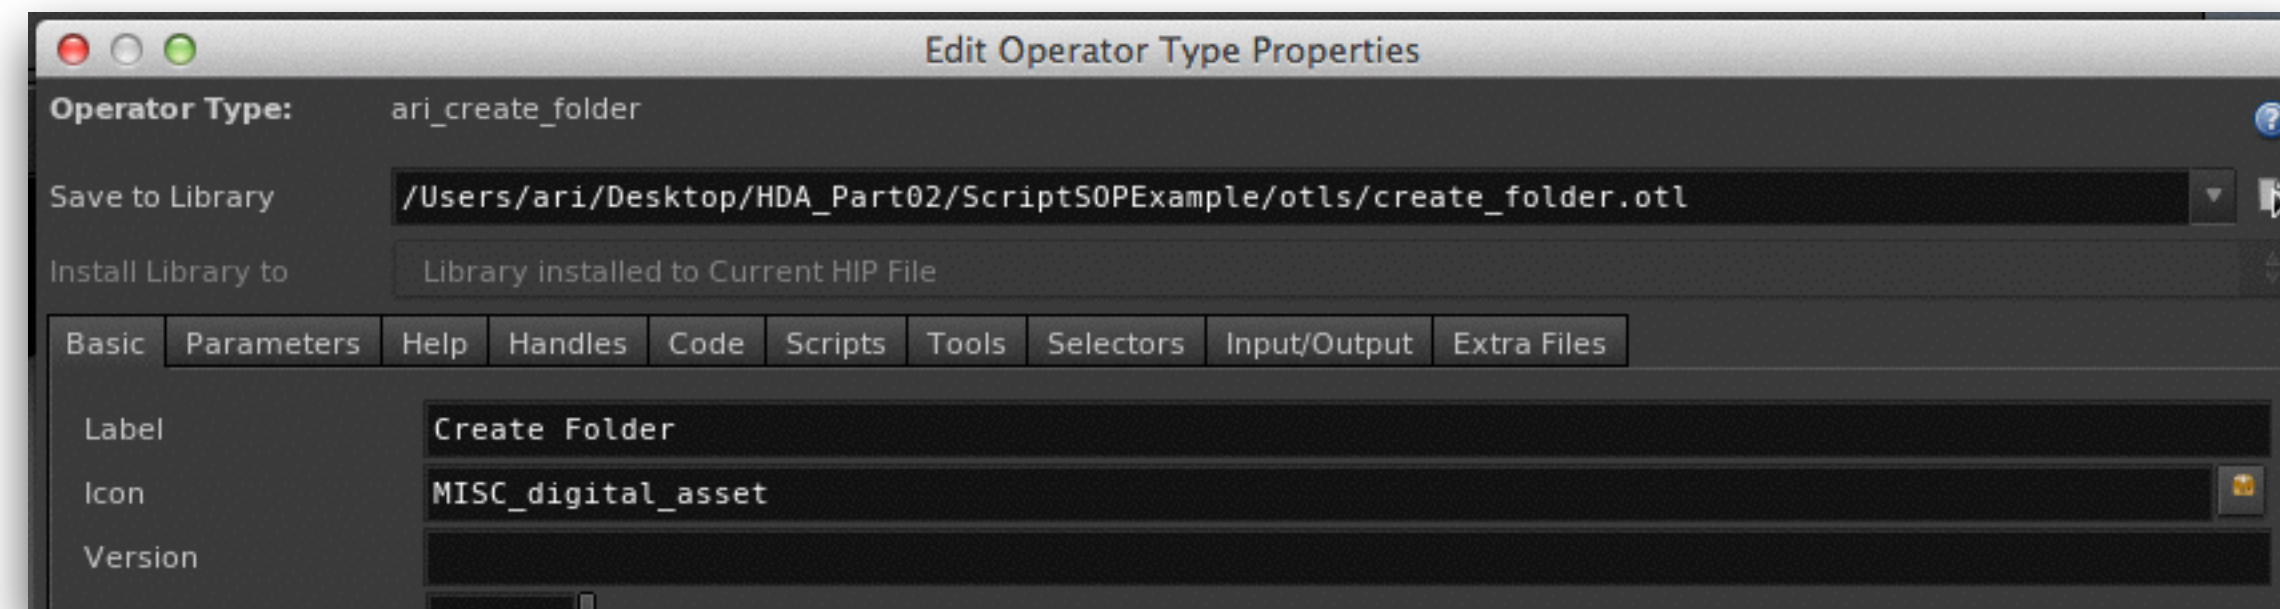 Edit Operator Type Properties
Operator Type: ari_create_folder
?
Save to Library /Users/ari/Desktop/HDA_Part02/ScriptSOPExample/otls/create_folder.otl
Install Library to Library installed to Current HIP File
Basic Parameters Help Handles Code Scripts Tools Selectors Input/Output Extra Files
Label Create Folder
Icon MISC_digital_asset
Version